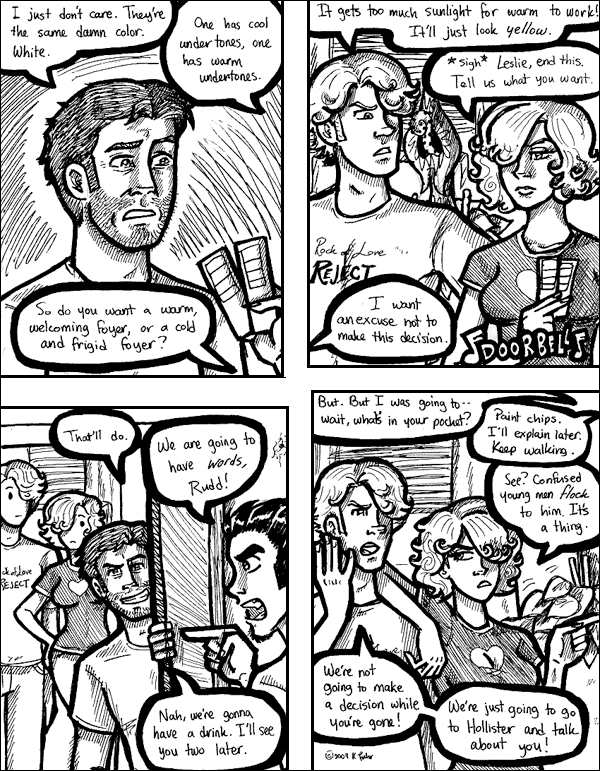 I just don't care. They're
the same damn color.
White.
One has cool
undertones, one
has warm
undertones.
So do you want a warm,
welcoming foyer, or a cold
and frigid foyer?
It gets too much sunlight for warm to work!
It'll just look yellow.
*sigh* Leslie, end this.
Tell us what you want.
Rock of Love
REJECT
I want
an excuse not to
make this decision.
DOORBELLS
That'll do.
We are going to
have words,
Rudd!
Rock of Love
REJECT
Nah, we're gonna
have a drink. I'll see
you two later.
But. But I was going to--
wait, what's in your pocket?
Paint chips.
I'll explain later.
Keep walking.
See? Confused
young men flock
to him. It's
a thing.
We're not
going to make
a decision while
you're gone!
We're just going to go
to Hollister and talk
about you!